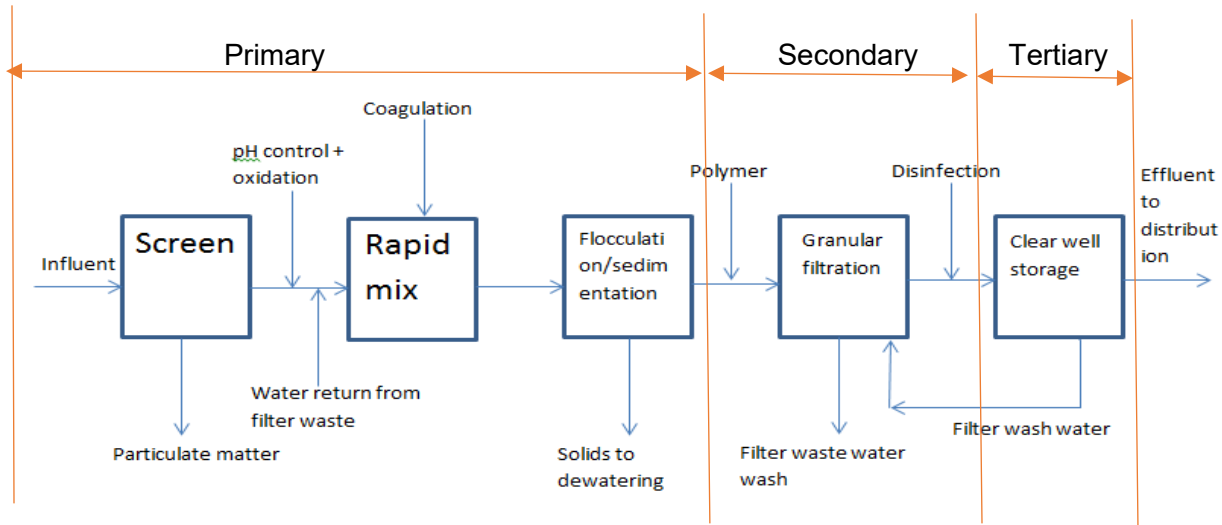 Primary
Secondary
Tertiary
Coagulation
pH control +
oxidation
Polymer
Disinfection
Effluent
to
distribut
ion
Influent
Screen
Rapid
mix
Flocculati
on/sedim
entation
Granular
filtration
Clear well
storage
Water return from
filter waste
Particulate matter
Solids to
dewatering
Filter waste water
wash
Filter wash water